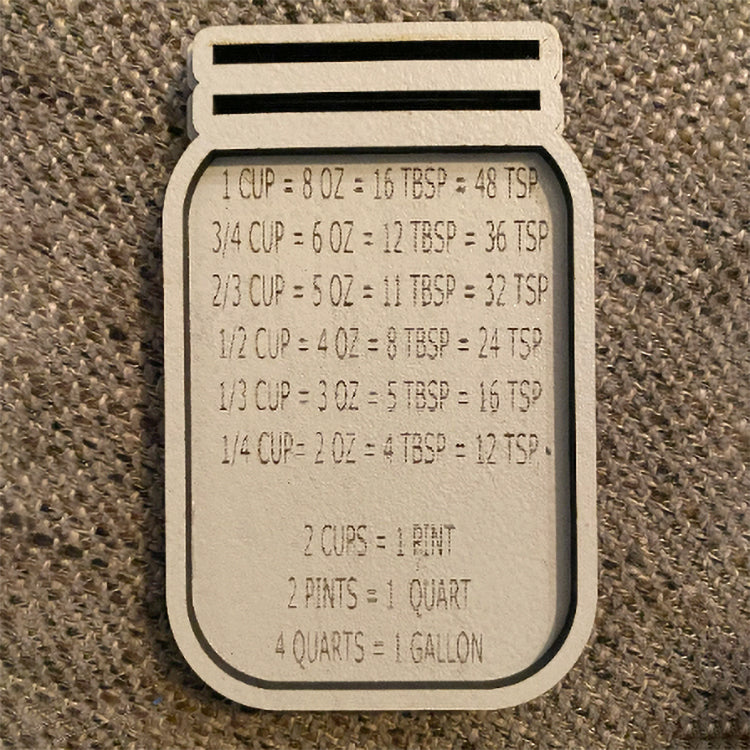 1 CUP = 8 OZ = 16 TBSP = 48 TSP
3/4 CUP = 6 OZ = 12 TBSP = 36 TSP
2/3 CUP = 5 OZ = 11 TBSP = 32 TSP
1/2 CUP = 4 OZ = 8 TBSP = 24 TSP
1/3 CUP = 3 OZ = 5 TBSP = 16 TSP
1/4 CUP= 2 OZ = 4 TBSP = 12 TSP
2 CUPS = 1 PINT
2 PINTS = 1 QUART
4 QUARTS = 1 GALLON